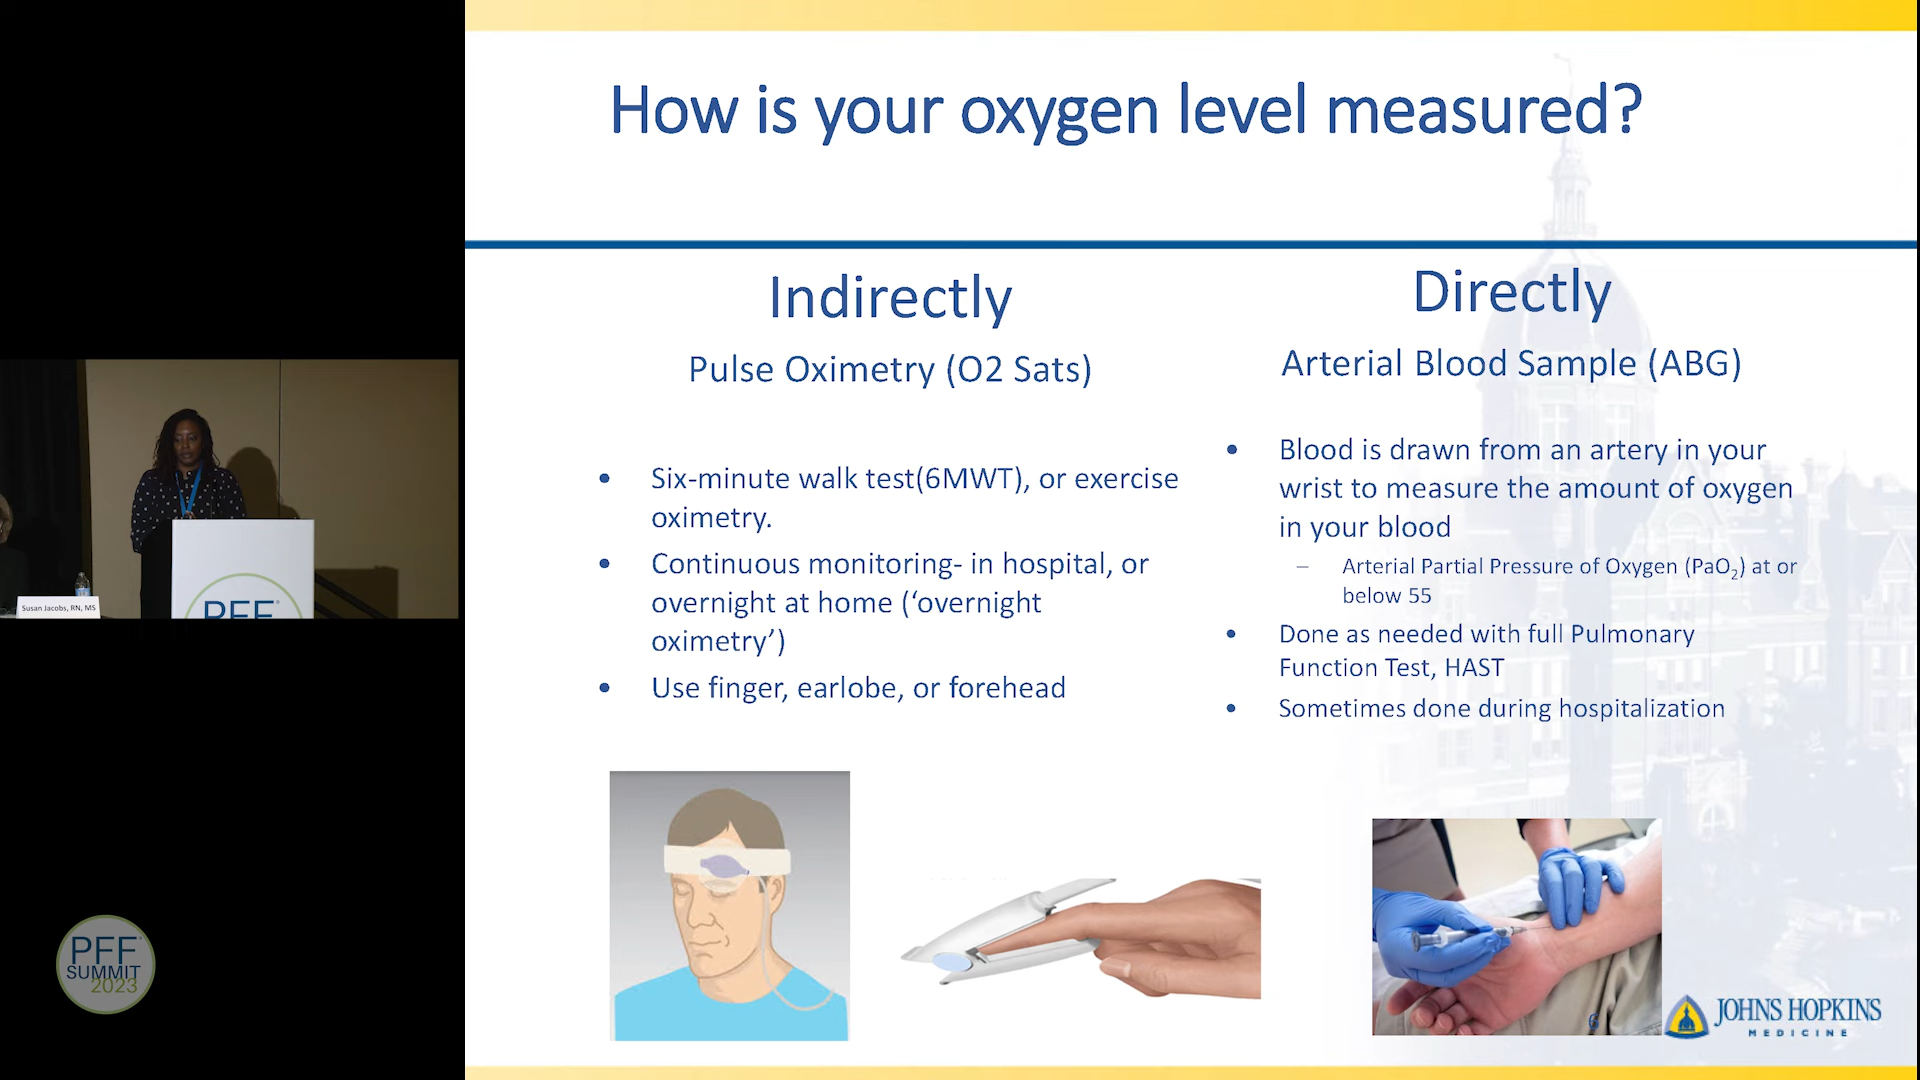 How is your oxygen level measured?
Indirectly
Pulse Oximetry (O2 Sats)
• Six-minute walk test(6MWT), or exercise
oximetry.
• Continuous monitoring- in hospital, or
overnight at home (‘overnight
oximetry’)
• Use finger, earlobe, or forehead
Directly
Arterial Blood Sample (ABG)
• Blood is drawn from an artery in your
wrist to measure the amount of oxygen
in your blood
– Arterial Partial Pressure of Oxygen (PaO2) at or
below 55
• Done as needed with full Pulmonary
Function Test, HAST
• Sometimes done during hospitalization
Susan Jacobs, RN, MS
PFF
PFF
SUMMIT
2023
JOHNS HOPKINS
MEDICINE